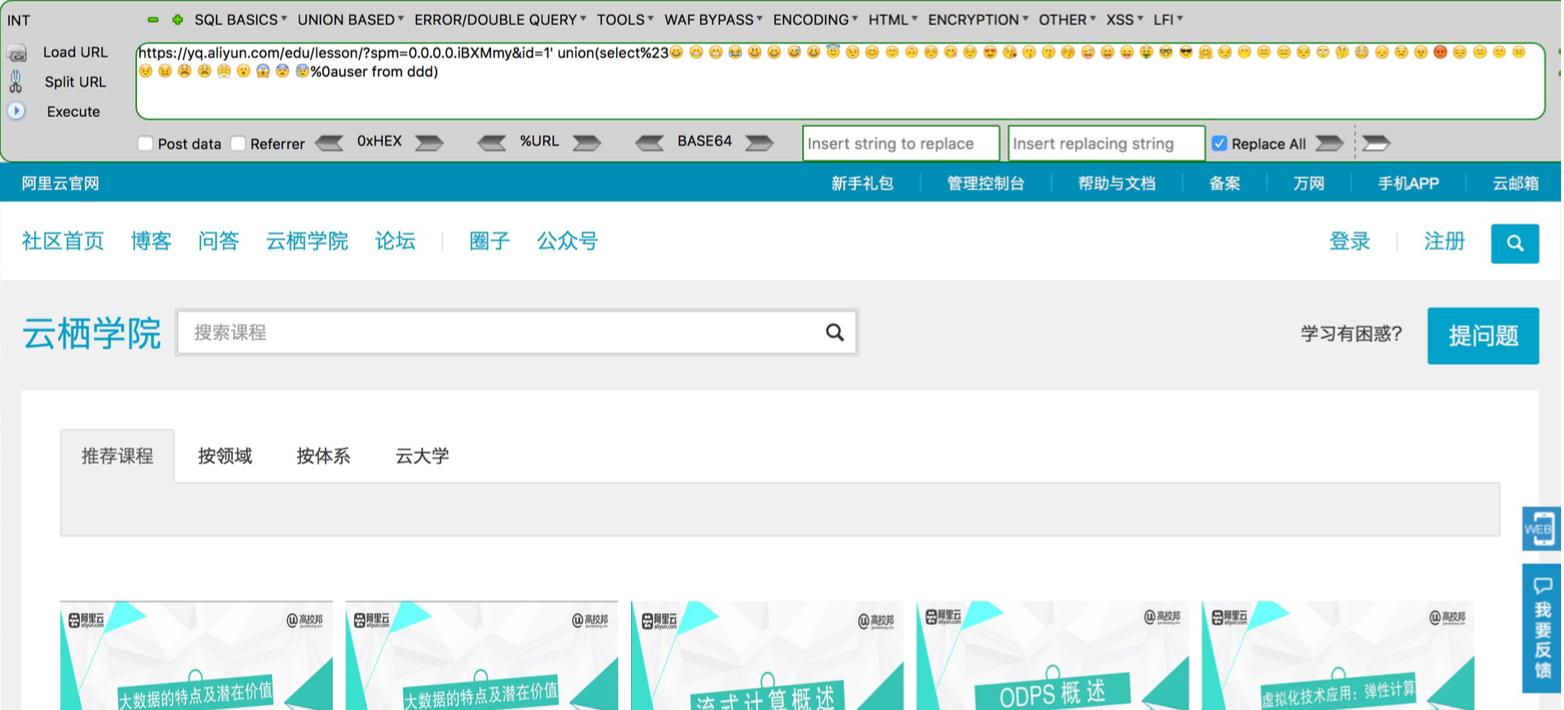 INT SQL BASICS UNION BASED ERROR/DOUBLE QUERY TOOLS WAF BYPASS ENCODING HTML ENCRYPTION OTHER XSS LFI
Load URL
https://yq.aliyun.com/edu/lesson/?spm=0.0.0.0.iBXMmy&id=1' union(select%23
%0auser from ddd)
Split URL
Execute
Post data Referrer 0xHEX %URL BASE64 Insert string to replace Insert replacing string Replace All
阿里云官网 新手礼包 管理控制台 帮助与文档 备案 万网 手机APP 云邮箱
社区首页 博客 问答 云栖学院 论坛 圈子 公众号 登录 注册
云栖学院 搜索课程 学习有困惑? 提问题
推荐课程 按领域 按体系 云大学
WEB
我要反馈
阿里云 aliyun.com 高校邦
阿里云 aliyun.com 高校邦
阿里云 aliyun.com 高校邦
阿里云 aliyun.com 高校邦
阿里云 aliyun.com 高校邦
大数据的特点及潜在价值
大数据的特点及潜在价值
流式计算概述
ODPS 概述
虚拟化技术应用：弹性计算